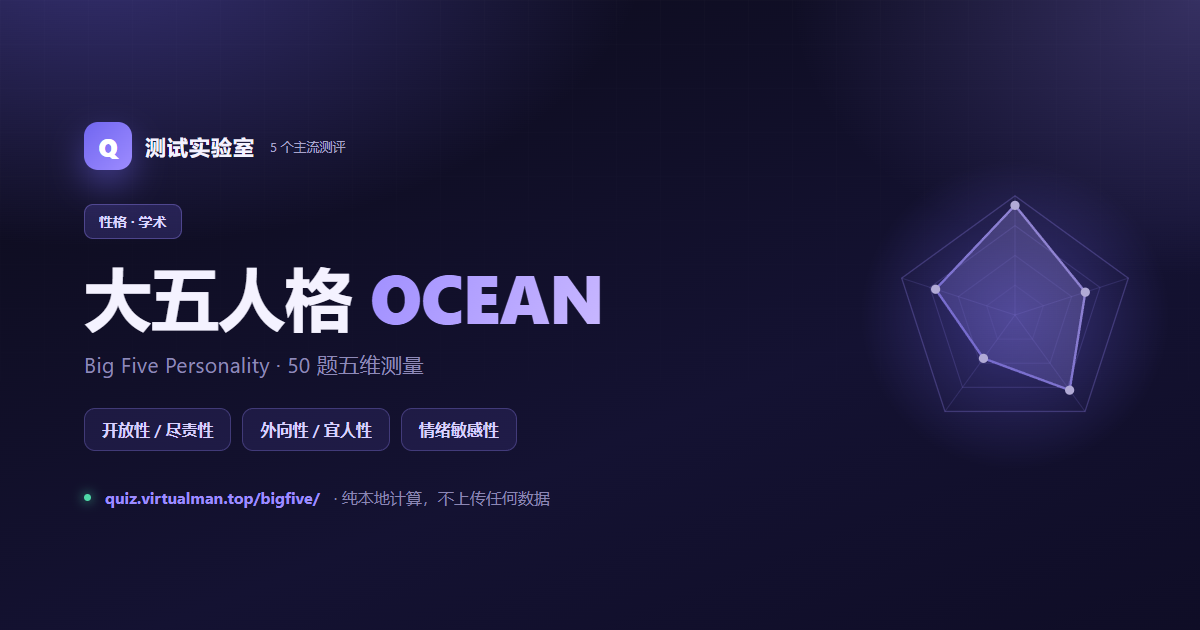 Q 测试实验室 5 个主流测评
性格 · 学术
大五人格 OCEAN
Big Five Personality · 50 题五维测量
开放性 / 尽责性 外向性 / 宜人性 情绪敏感性
quiz.virtualman.top/bigfive/ · 纯本地计算，不上传任何数据